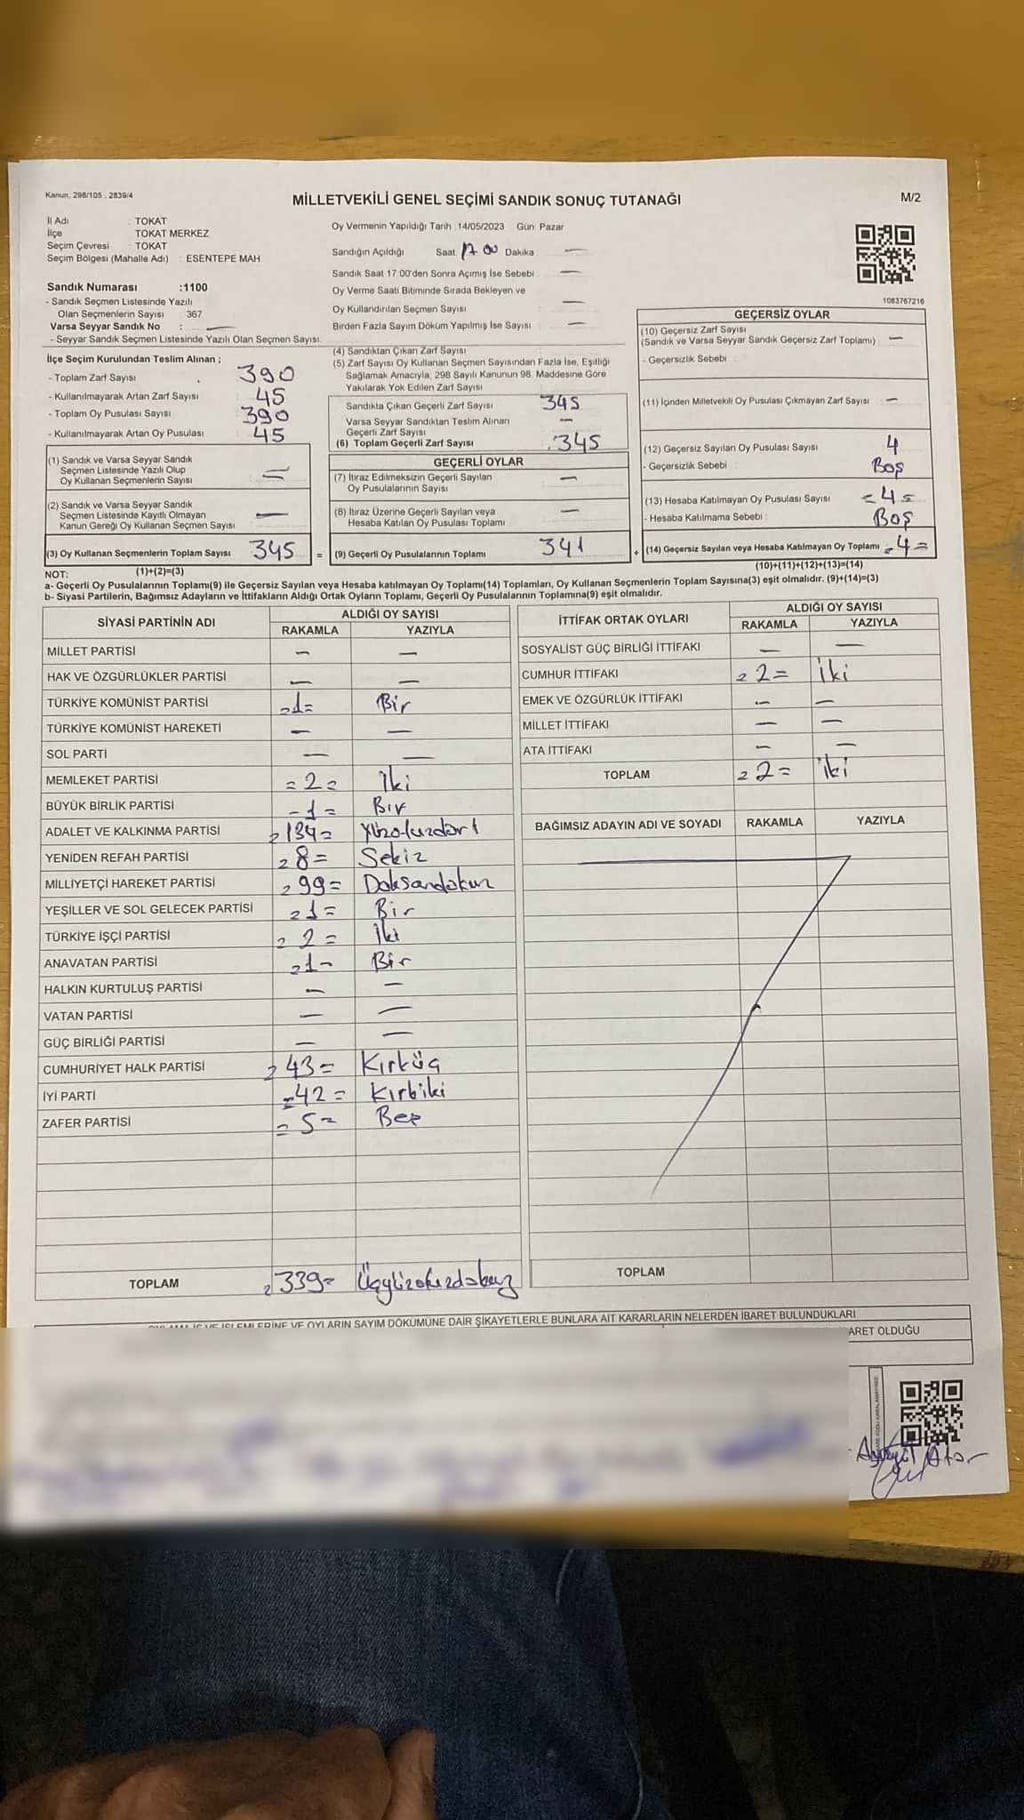 Kanun: 298/105 - 2839/4
MİLLETVEKİLİ GENEL SEÇİMİ SANDIK SONUÇ TUTANAĞI
M/2
İl Adı : TOKAT
İlçe : TOKAT MERKEZ
Seçim Çevresi : TOKAT
Seçim Bölgesi (Mahalle Adı) : ESENTEPE MAH
Sandık Numarası :1100
- Sandık Seçmen Listesinde Yazılı
Olan Seçmenlerin Sayısı : 367
Varsa Seyyar Sandık No : —
- Seyyar Sandık Seçmen Listesinde Yazılı Olan Seçmen Sayısı
Oy Vermenin Yapıldığı Tarih :14/05/2023 Gün: Pazar
Sandığın Açıldığı Saat 17 00 Dakika —
Sandık Saat 17:00'den Sonra Açımış İse Sebebi —
Oy Verme Saati Bitiminde Sırada Bekleyen ve
Oy Kullandırılan Seçmen Sayısı —
Birden Fazla Sayım Döküm Yapılmış İse Sayısı —
1083767216
İlçe Seçim Kurulundan Teslim Alınan ;
- Toplam Zarf Sayısı 390
- Kullanılmayarak Artan Zarf Sayısı 45
- Toplam Oy Pusulası Sayısı 390
- Kullanılmayarak Artan Oy Pusulası 45
(1) Sandık ve Varsa Seyyar Sandık
Seçmen Listesinde Yazılı Olup
Oy Kullanan Seçmenlerin Sayısı —
(2) Sandık ve Varsa Seyyar Sandık
Seçmen Listesinde Kayıtlı Olmayan
Kanun Gereği Oy Kullanan Seçmen Sayısı —
(3) Oy Kullanan Seçmenlerin Toplam Sayısı 345 =
(1)+(2)=(3)
(4) Sandıktan Çıkan Zarf Sayısı
(5) Zarf Sayısı Oy Kullanan Seçmen Sayısından Fazla İse, Eşitliği
Sağlamak Amacıyla, 298 Sayılı Kanunun 98. Maddesine Göre
Yakılarak Yok Edilen Zarf Sayısı
Sandıkta Çıkan Geçerli Zarf Sayısı 345
Varsa Seyyar Sandıktan Teslim Alınan
Geçerli Zarf Sayısı —
(6) Toplam Geçerli Zarf Sayısı 345
GEÇERLİ OYLAR
(7) İtiraz Edilmeksizin Geçerli Sayılan
Oy Pusulalarının Sayısı —
(8) İtiraz Üzerine Geçerli Sayılan veya
Hesaba Katılan Oy Pusulası Toplamı —
(9) Geçerli Oy Pusulalarının Toplamı 341 +
GEÇERSİZ OYLAR
(10) Geçersiz Zarf Sayısı
(Sandık ve Varsa Seyyar Sandık Geçersiz Zarf Toplamı) —
- Geçersizlik Sebebi :
(11) İçinden Milletvekili Oy Pusulası Çıkmayan Zarf Sayısı —
(12) Geçersiz Sayılan Oy Pusulası Sayısı 4
- Geçersizlik Sebebi : Boş
(13) Hesaba Katılmayan Oy Pusulası Sayısı =4=
- Hesaba Katılmama Sebebi : Boş
(14) Geçersiz Sayılan veya Hesaba Katılmayan Oy Toplamı =4=
(10)+(11)+(12)+(13)=(14)
NOT:
a- Geçerli Oy Pusulalarının Toplamı(9) ile Geçersiz Sayılan veya Hesaba katılmayan Oy Toplamı(14) Toplamları, Oy Kullanan Seçmenlerin Toplam Sayısına(3) eşit olmalıdır. (9)+(14)=(3)
b- Siyasi Partilerin, Bağımsız Adayların ve İttifakların Aldığı Ortak Oyların Toplamı, Geçerli Oy Pusulalarının Toplamına(9) eşit olmalıdır.
SİYASİ PARTİNİN ADI
ALDIĞI OY SAYISI
RAKAMLA YAZIYLA
MİLLET PARTİSİ — —
HAK VE ÖZGÜRLÜKLER PARTİSİ — —
TÜRKİYE KOMÜNİST PARTİSİ =1= Bir
TÜRKİYE KOMÜNİST HAREKETİ — —
SOL PARTİ — —
MEMLEKET PARTİSİ =2= İki
BÜYÜK BİRLİK PARTİSİ =1= Bir
ADALET VE KALKINMA PARTİSİ =134= Yüzotuzdört
YENİDEN REFAH PARTİSİ =8= Sekiz
MİLLİYETÇİ HAREKET PARTİSİ =99= Doksandokuz
YEŞİLLER VE SOL GELECEK PARTİSİ =1= Bir
TÜRKİYE İŞÇİ PARTİSİ =2= İki
ANAVATAN PARTİSİ =1= Bir
HALKIN KURTULUŞ PARTİSİ — —
VATAN PARTİSİ — —
GÜÇ BİRLİĞİ PARTİSİ — —
CUMHURİYET HALK PARTİSİ =43= Kırküç
İYİ PARTİ =42= Kırkiki
ZAFER PARTİSİ =5= Beş
TOPLAM =339= Üçyüzotuzdokuz
İTTİFAK ORTAK OYLARI
ALDIĞI OY SAYISI
RAKAMLA YAZIYLA
SOSYALİST GÜÇ BİRLİĞİ İTTİFAKI — —
CUMHUR İTTİFAKI =2= İki
EMEK VE ÖZGÜRLÜK İTTİFAKI — —
MİLLET İTTİFAKI — —
ATA İTTİFAKI — —
TOPLAM =2= İki
BAĞIMSIZ ADAYIN ADI VE SOYADI RAKAMLA YAZIYLA
TOPLAM
OYLAMA İŞ VE İŞLEMLERİNE VE OYLARIN SAYIM DÖKÜMÜNE DAİR ŞİKAYETLERLE BUNLARA AİT KARARLARIN NELERDEN İBARET BULUNDUKLARI
ARET OLDUĞU